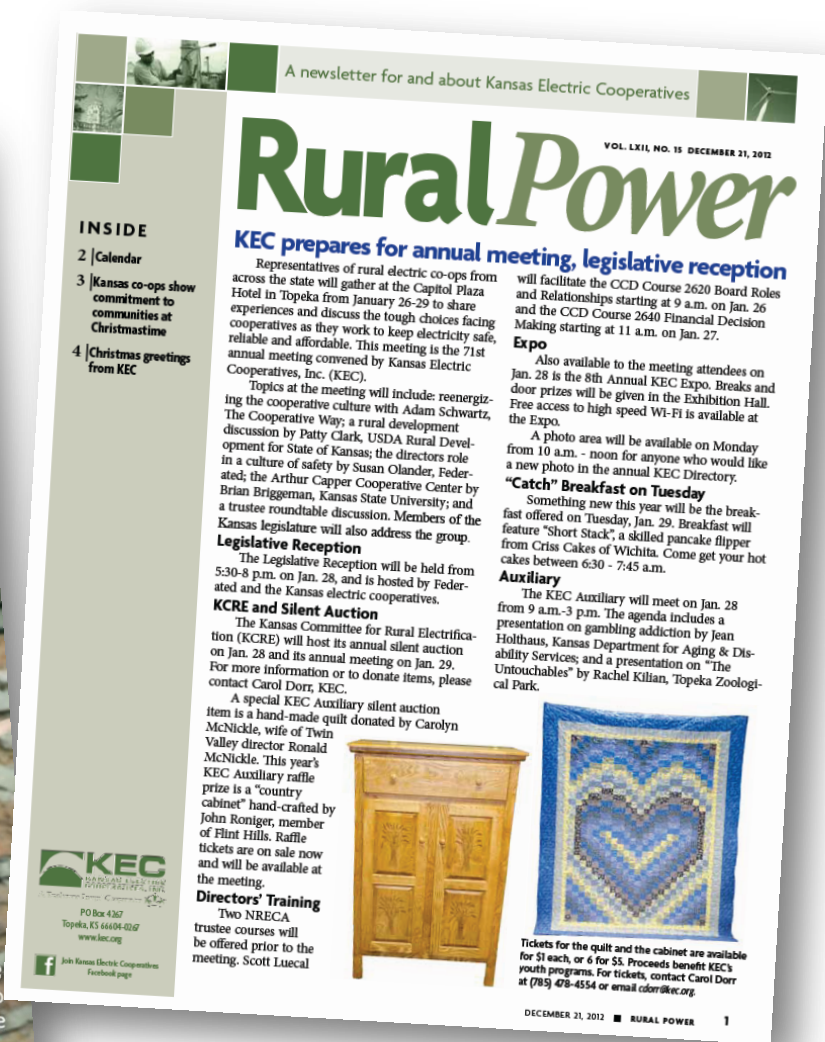 A newsletter for and about Kansas Electric Cooperatives
Rural Power
VOL. LXII, NO. 15 DECEMBER 21, 2012
INSIDE
2 | Calendar
3 | Kansas co-ops show
commitment to
communities at
Christmastime
4 | Christmas greetings
from KEC
KEC
PO Box 4267
Topeka, KS 66604-0267
www.kec.org
f Join Kansas Electric Cooperatives
Facebook page
KEC prepares for annual meeting, legislative reception
Representatives of rural electric co-ops from
across the state will gather at the Capitol Plaza
Hotel in Topeka from January 26-29 to share
experiences and discuss the tough choices facing
cooperatives as they work to keep electricity safe,
reliable and affordable. This meeting is the 71st
annual meeting convened by Kansas Electric
Cooperatives, Inc. (KEC).
Topics at the meeting will include: reenergiz-
ing the cooperative culture with Adam Schwartz,
The Cooperative Way; a rural development
discussion by Patty Clark, USDA Rural Devel-
opment for State of Kansas; the directors role
in a culture of safety by Susan Olander, Feder-
ated; the Arthur Capper Cooperative Center by
Brian Briggeman, Kansas State University; and
a trustee roundtable discussion. Members of the
Kansas legislature will also address the group.
Legislative Reception
The Legislative Reception will be held from
5:30-8 p.m. on Jan. 28, and is hosted by Feder-
ated and the Kansas electric cooperatives.
KCRE and Silent Auction
The Kansas Committee for Rural Electrifica-
tion (KCRE) will host its annual silent auction
on Jan. 28 and its annual meeting on Jan. 29.
For more information or to donate items, please
contact Carol Dorr, KEC.
A special KEC Auxiliary silent auction
item is a hand-made quilt donated by Carolyn
McNickle, wife of Twin
Valley director Ronald
McNickle. This year's
KEC Auxiliary raffle
prize is a "country
cabinet" hand-crafted by
John Roniger, member
of Flint Hills. Raffle
tickets are on sale now
and will be available at
the meeting.
Directors' Training
Two NRECA
trustee courses will
be offered prior to the
meeting. Scott Luecal
will facilitate the CCD Course 2620 Board Roles
and Relationships starting at 9 a.m. on Jan. 26
and the CCD Course 2640 Financial Decision
Making starting at 11 a.m. on Jan. 27.
Expo
Also available to the meeting attendees on
Jan. 28 is the 8th Annual KEC Expo. Breaks and
door prizes will be given in the Exhibition Hall.
Free access to high speed Wi-Fi is available at
the Expo.
A photo area will be available on Monday
from 10 a.m. - noon for anyone who would like
a new photo in the annual KEC Directory.
"Catch" Breakfast on Tuesday
Something new this year will be the break-
fast offered on Tuesday, Jan. 29. Breakfast will
feature "Short Stack", a skilled pancake flipper
from Criss Cakes of Wichita. Come get your hot
cakes between 6:30 - 7:45 a.m.
Auxiliary
The KEC Auxiliary will meet on Jan. 28
from 9 a.m.-3 p.m. The agenda includes a
presentation on gambling addiction by Jean
Holthaus, Kansas Department for Aging & Dis-
ability Services; and a presentation on "The
Untouchables" by Rachel Kilian, Topeka Zoologi-
cal Park.
Tickets for the quilt and the cabinet are available
for $1 each, or 6 for $5. Proceeds benefit KEC's
youth programs. For tickets, contact Carol Dorr
at (785) 478-4554 or email cdorr@kec.org.
DECEMBER 21, 2012 ■ RURAL POWER 1